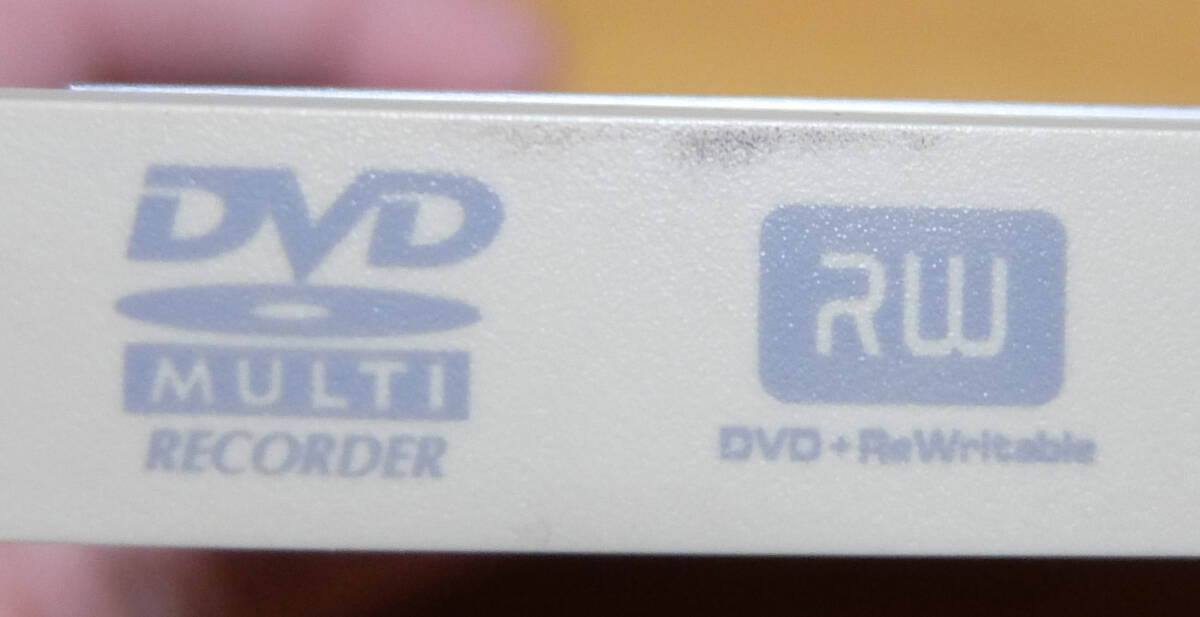 DVD
MULTI
RECORDER
RW
DVD+ReWritable